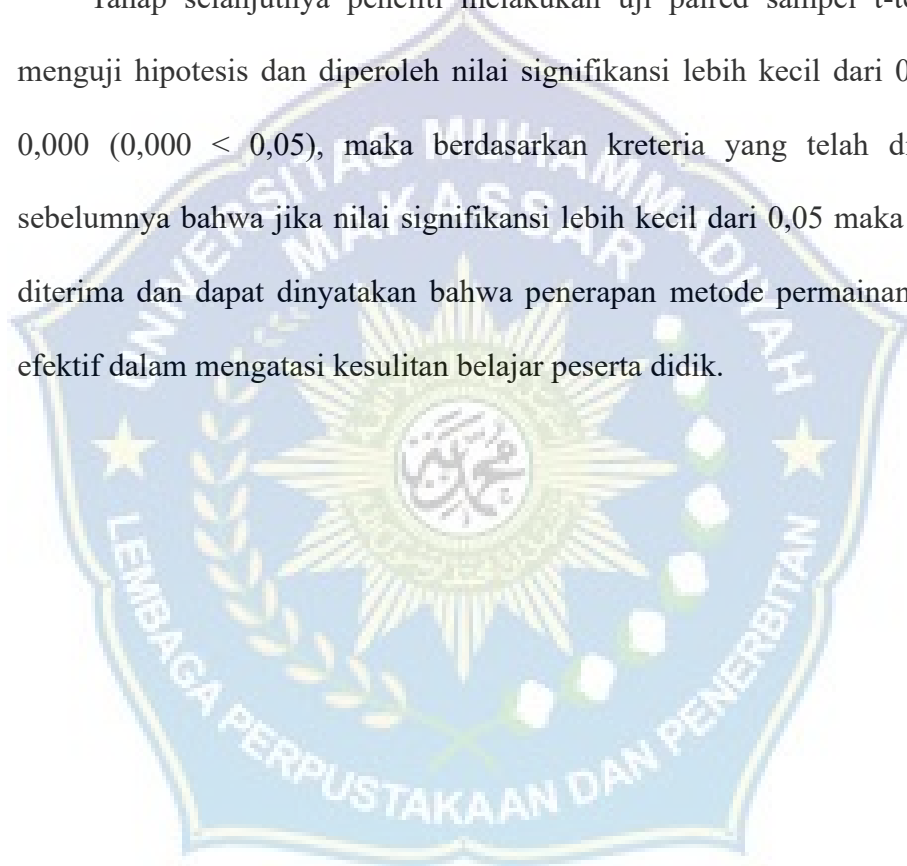 Tahap selanjutnya peneliti melakukan uji paired sampel
menguji hipotesis dan diperoleh nilai signifikansi lebih kecil dari
0,000 (0,000 < 0,05), maka berdasarkan kreteria yang telah
sebelumnya bahwa jika nilai signifikansi lebih kecil dari 0,05 maka
diterima dan dapat dinyatakan bahwa penerapan metode permainan
efektif dalam mengatasi kesulitan belajar peserta didik.
UNIVERSITAS MUHAMMADIYAH
MAKASSAR
محمد
LEMBAGA PERPUSTAKAAN DAN PENERBITAN